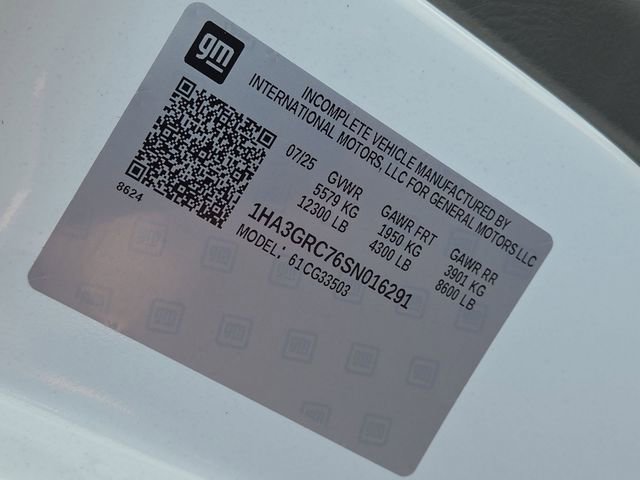 gm
INCOMPLETE VEHICLE MANUFACTURED BY
INTERNATIONAL MOTORS, LLC FOR GENERAL MOTORS LLC
07/25 GVWR GAWR FRT GAWR RR
5579 KG 1950 KG 3901 KG
12300 LB 4300 LB 8600 LB
8624
1HA3GRC76SN016291
MODEL: 61CG33503